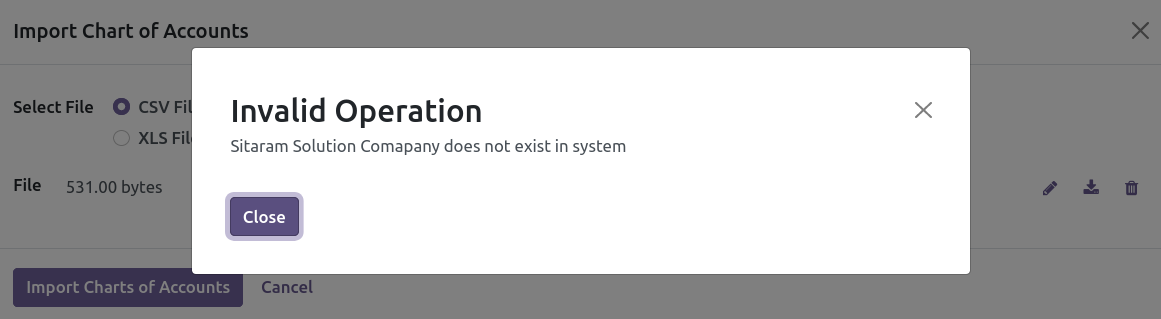 Import Chart of Accounts
Invalid Operation
Sitaram Solution Comapany does not exist in system
Close
Select File
CSV Fil
XLS File
File
531.00 bytes
Import Charts of Accounts
Cancel